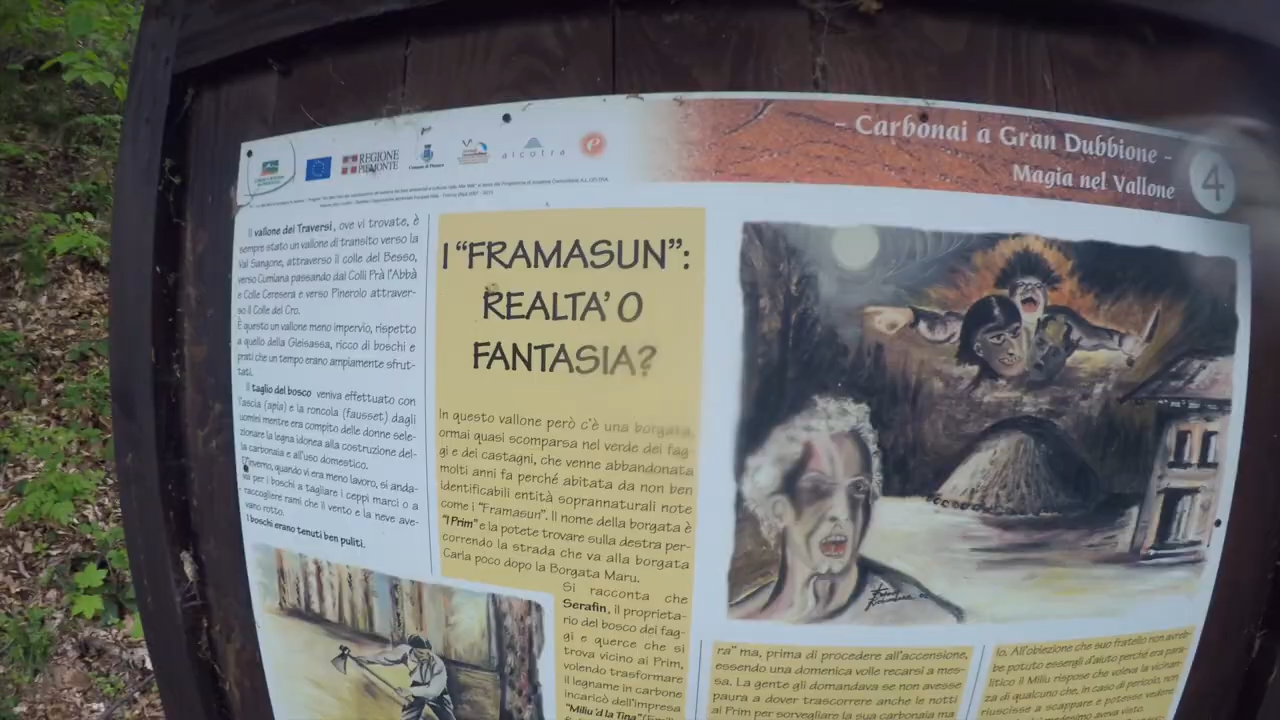 REGIONE
PIEMONTE
alcotra
- Carbonai a Gran Dubbione -
Magia nel Vallone
4
Il vallone dei Traversi, ove vi trovate, è
sempre stato un vallone di transito verso la
Val Sangone, attraverso il colle del Besso,
verso Cumiana passando dai Colli Prà l'Abbà
e Colle Ceresera e verso Pinerolo attraver-
so il Colle del Cro.
È questo un vallone meno impervio, rispetto
a quello della Gleisassa, ricco di boschi e
prati che un tempo erano ampiamente sfrut-
tati.
Il taglio del bosco veniva effettuato con
l'ascia (apia) e la roncola (fausset) dagli
uomini mentre era compito delle donne sele-
zionare la legna idonea alla costruzione del-
la carbonaia e all'uso domestico.
D'inverno, quando vi era meno lavoro, si anda-
va per i boschi a tagliare i ceppi marci o a
raccogliere rami che il vento e la neve ave-
vano rotto.
I boschi erano tenuti ben puliti.
I "FRAMASUN":
REALTA' O
FANTASIA?
In questo vallone però c'è una borgata,
ormai quasi scomparsa nel verde dei fag-
gi e dei castagni, che venne abbandonata
molti anni fa perché abitata da non ben
identificabili entità soprannaturali note
come i "Framasun". Il nome della borgata è
"I Prim" e la potete trovare sulla destra per-
correndo la strada che va alla borgata
Carla poco dopo la Borgata Maru.
Si racconta che
Serafin, il proprieta-
rio del bosco dei fag-
gi e querce che si
trova vicino ai Prim,
volendo trasformare
il legname in carbone
incaricò dell'impresa
"Miliu 'd la Tina"
ra" ma, prima di procedere all'accensione,
essendo una domenica volle recarsi a mes-
sa. La gente gli domandava se non avesse
paura a dover trascorrere anche le notti
ai Prim per sorvegliare la sua carbonaia ma
lo. All'obiezione che suo fratello non avreb-
be potuto essergli d'aiuto perché era para-
litico il Miliu rispose che voleva la vicinan-
za di qualcuno che, in caso di pericolo, non
riuscisse a scappare e potesse vedere